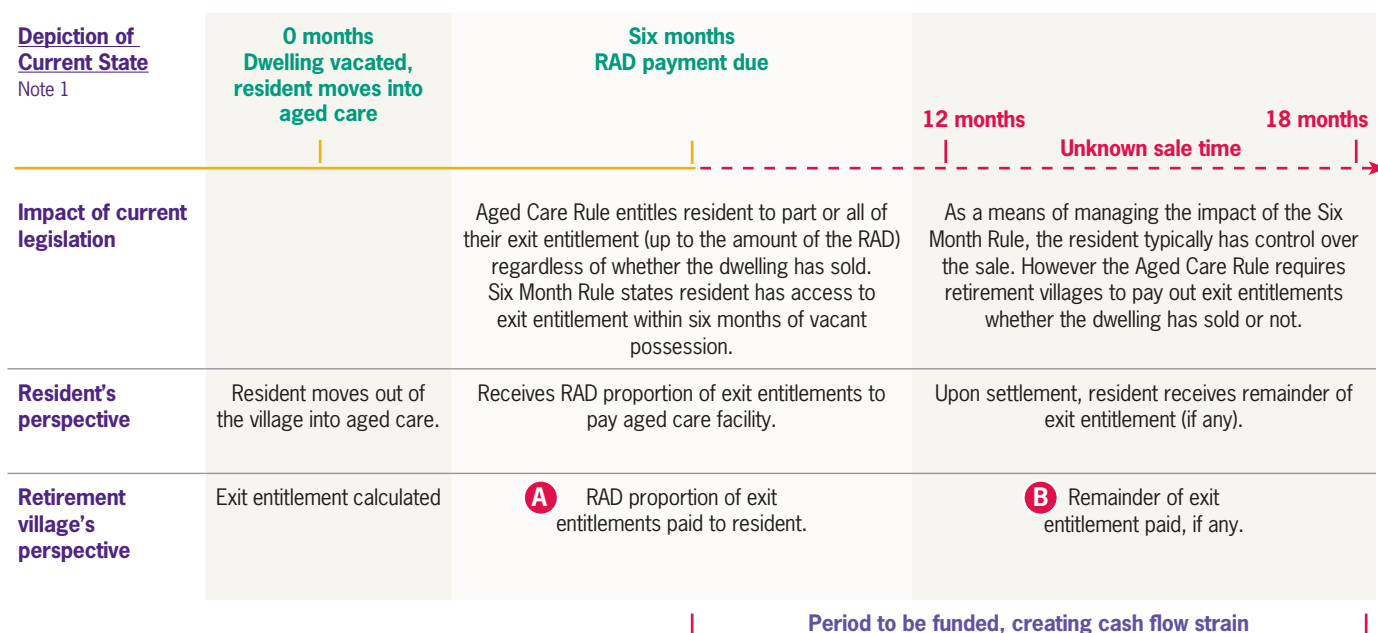 Depiction of
Current State
Note 1
0 months
Dwelling vacated,
resident moves into
aged care
Six months
RAD payment due
12 months
18 months
Unknown sale time
Impact of current
legislation
Aged Care Rule entitles resident to part or all of
their exit entitlement (up to the amount of the RAD)
regardless of whether the dwelling has sold.
Six Month Rule states resident has access to
exit entitlement within six months of vacant
possession.
As a means of managing the impact of the Six
Month Rule, the resident typically has control over
the sale. However the Aged Care Rule requires
retirement villages to pay out exit entitlements
whether the dwelling has sold or not.
Resident's
perspective
Resident moves out of
the village into aged care.
Receives RAD proportion of exit entitlements to
pay aged care facility.
Upon settlement, resident receives remainder of
exit entitlement (if any).
Retirement
village's
perspective
Exit entitlement calculated
A RAD proportion of exit
entitlements paid to resident.
B Remainder of exit
entitlement paid, if any.
Period to be funded, creating cash flow strain